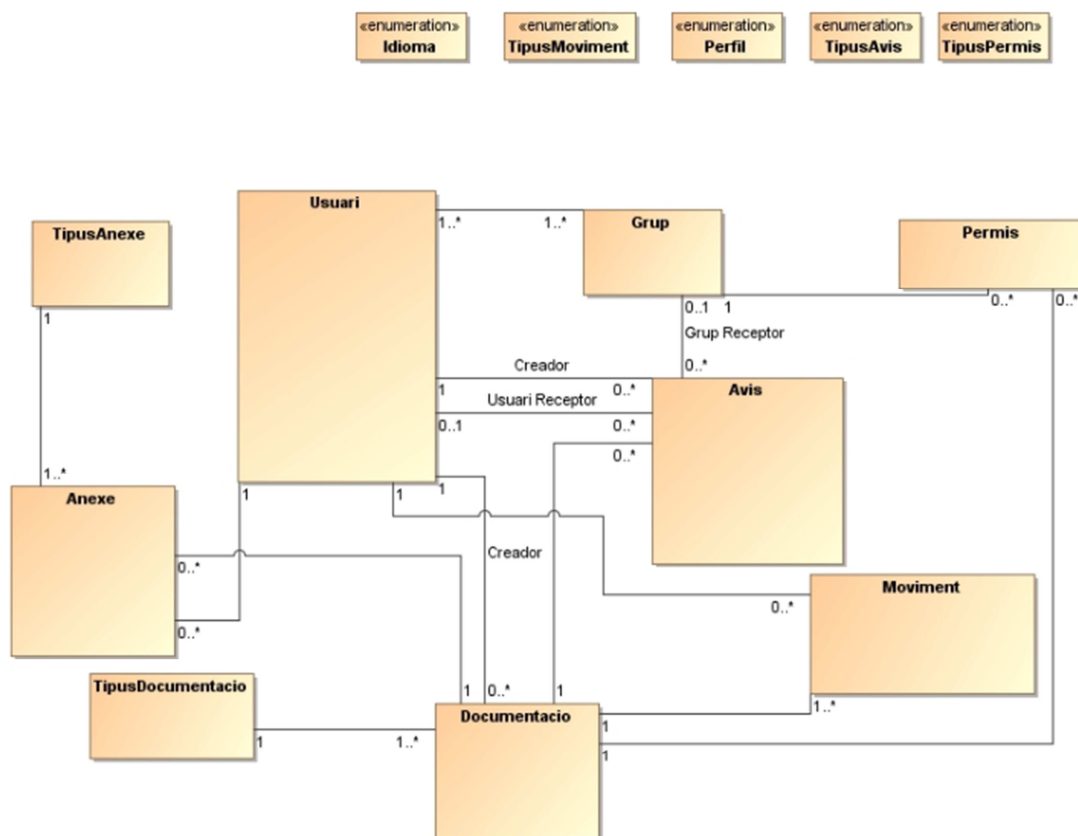 «enumeration»
Idioma
«enumeration»
TipusMoviment
«enumeration»
Perfil
«enumeration»
TipusAvis
«enumeration»
TipusPermis
Usuari
TipusAnexe
Grup
Permis
1..*
1..*
1
0..1
1
0..*
0..*
Grup Receptor
0..*
Creador
1
0..*
Avis
Usuari Receptor
0..1
0..*
0..*
1..*
Anexe
1
1
1
Creador
0..*
0..*
Moviment
0..*
TipusDocumentacio
1
0..*
1
Documentacio
1
1..*
1
1..*
1